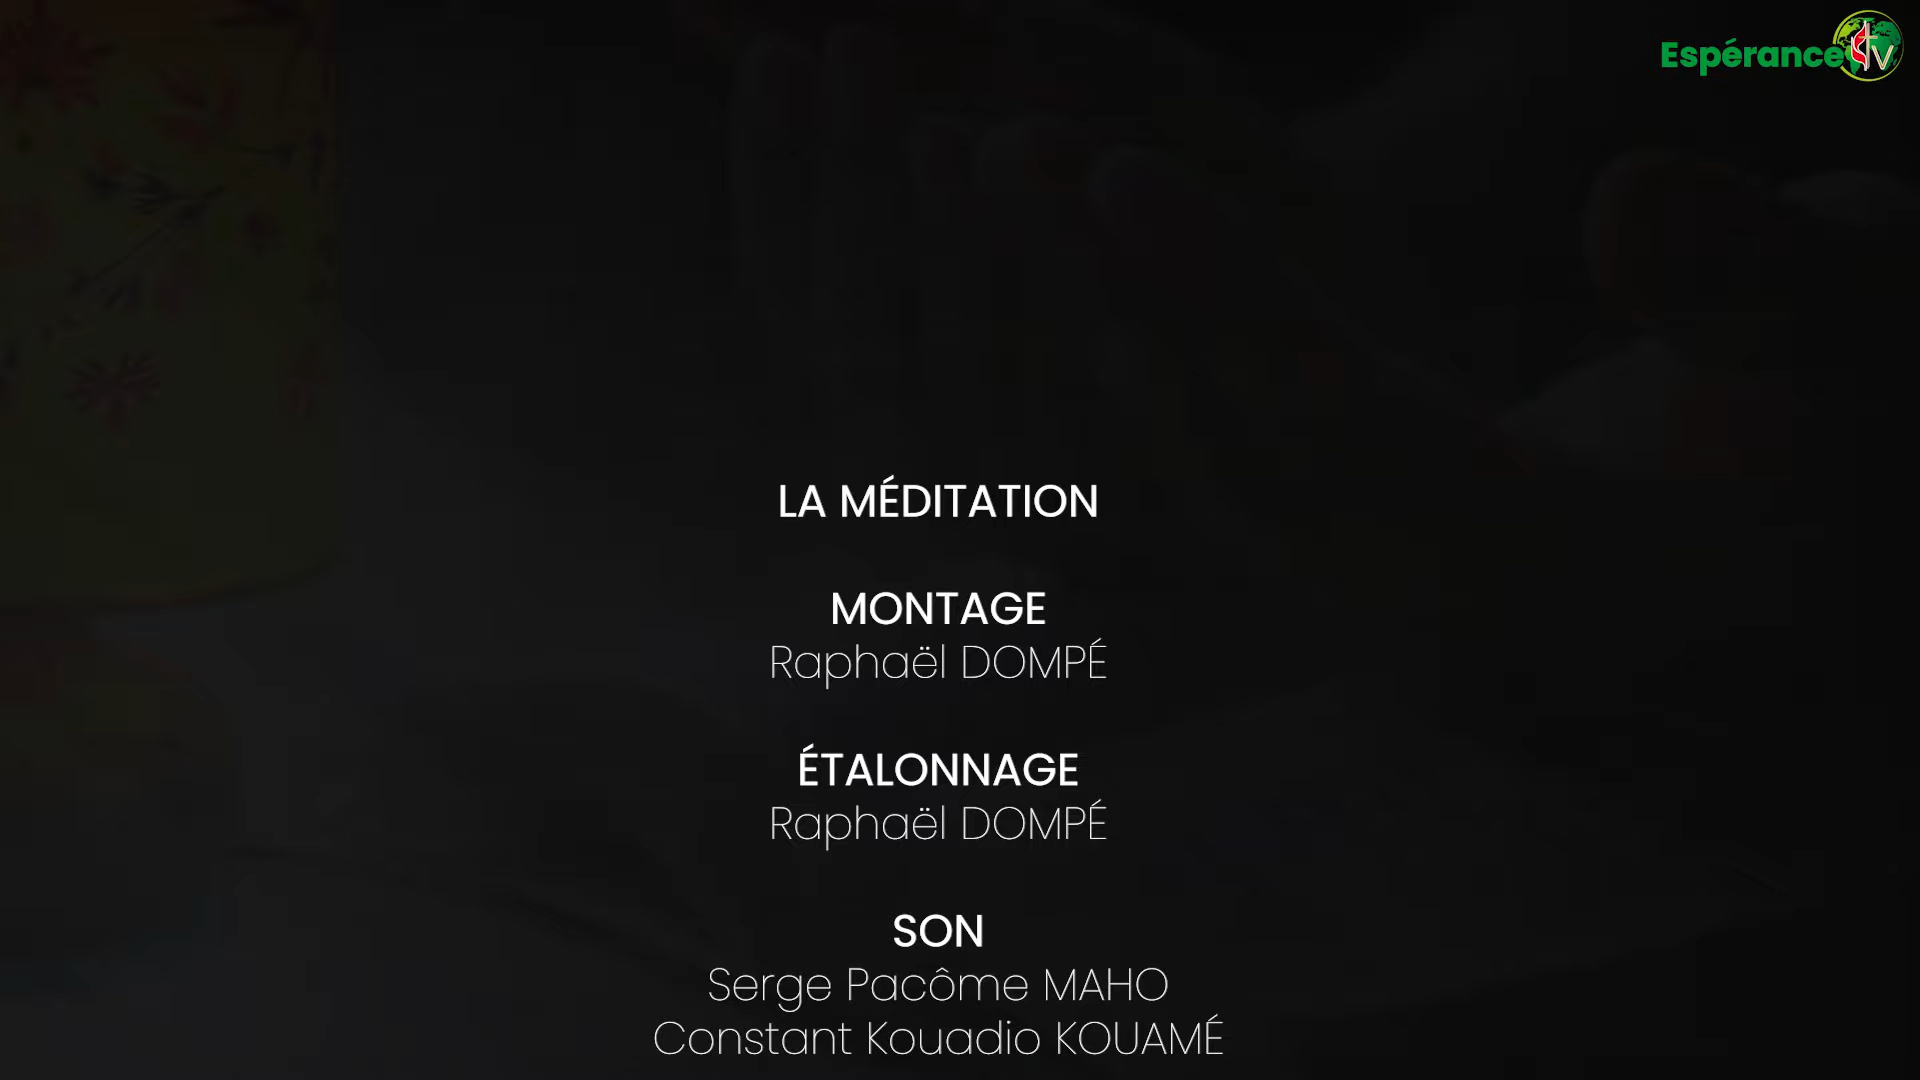 Espérance tv
LA MÉDITATION
MONTAGE
Raphaël DOMPÉ
ÉTALONNAGE
Raphaël DOMPÉ
SON
Serge Pacôme MAHO
Constant Kouadio KOUAMÉ